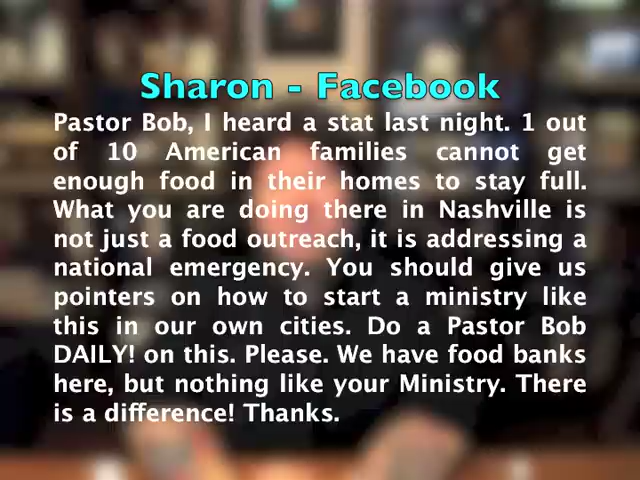 Sharon - Facebook
Pastor Bob, I heard a stat last night. 1 out
of 10 American families cannot get
enough food in their homes to stay full.
What you are doing there in Nashville is
not just a food outreach, it is addressing a
national emergency. You should give us
pointers on how to start a ministry like
this in our own cities. Do a Pastor Bob
DAILY! on this. Please. We have food banks
here, but nothing like your Ministry. There
is a difference! Thanks.